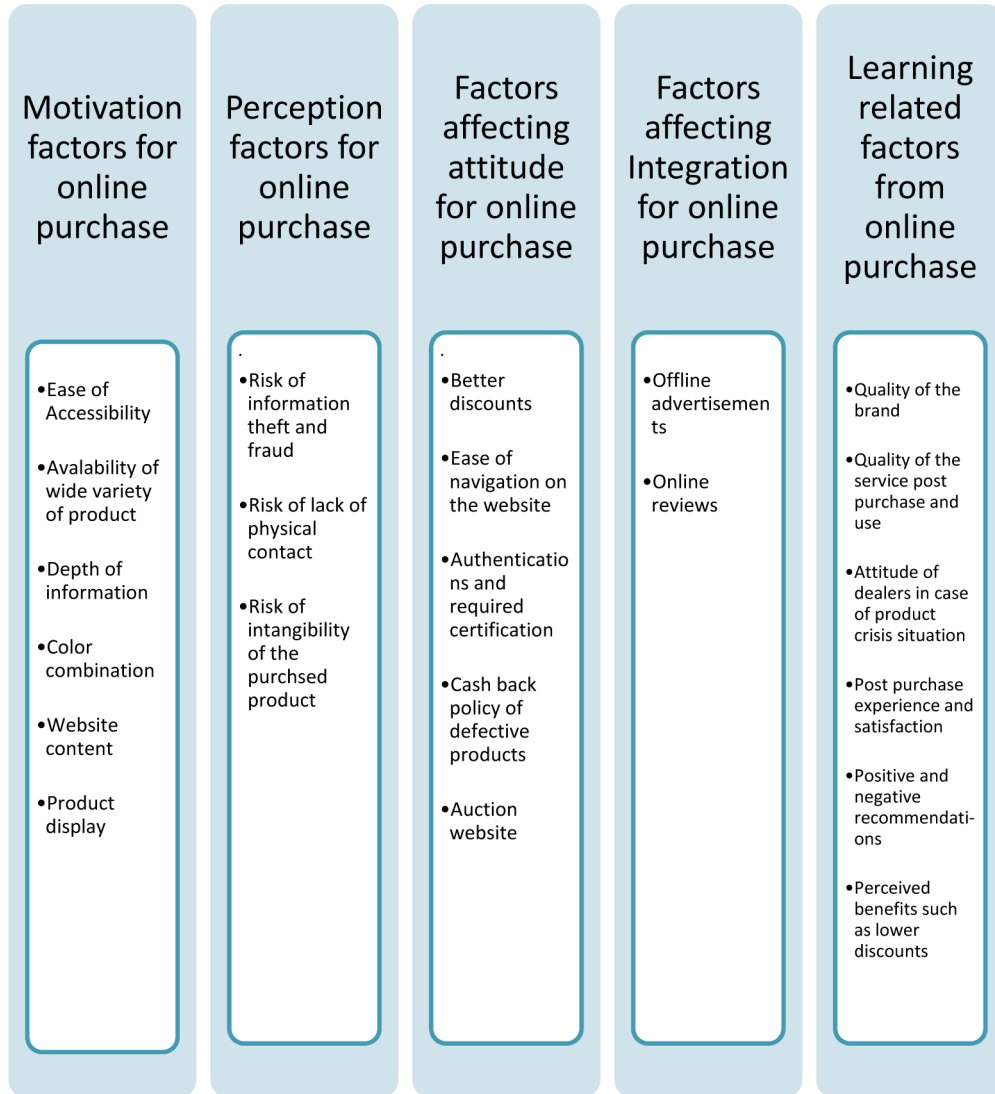 Motivation
factors for
online
purchase
•Ease of
Accessibility
•Avalability of
wide variety
of product
•Depth of
information
•Color
combination
•Website
content
•Product
display
Perception
factors for
online
purchase
.
•Risk of
information
theft and
fraud
•Risk of lack of
physical
contact
•Risk of
intangibility
of the
purchsed
product
Factors
affecting
attitude
for online
purchase
.
•Better
discounts
•Ease of
navigation on
the website
•Authenticatio
ns and
required
certification
•Cash back
policy of
defective
products
•Auction
website
Factors
affecting
Integration
for online
purchase
•Offline
advertisemen
ts
•Online
reviews
Learning
related
factors
from
online
purchase
•Quality of the
brand
•Quality of the
service post
purchase and
use
•Attitude of
dealers in case
of product
crisis situation
•Post purchase
experience and
satisfaction
•Positive and
negative
recommendati-
ons
•Perceived
benefits such
as lower
discounts